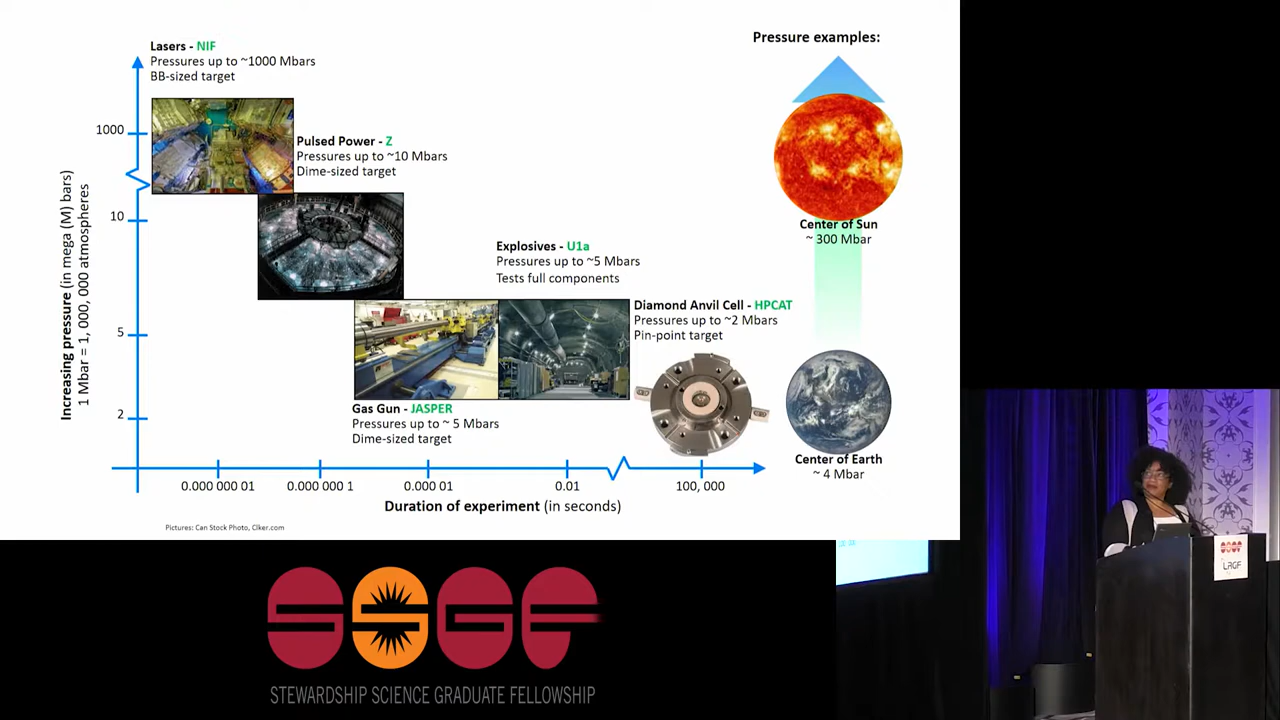 Lasers - NIF
Pressures up to ~1000 Mbars
BB-sized target
Pressure examples:
1000
Pulsed Power - Z
Pressures up to ~10 Mbars
Dime-sized target
Increasing pressure (in mega (M) bars)
1 Mbar = 1, 000, 000 atmospheres
10
Center of Sun
~ 300 Mbar
Explosives - U1a
Pressures up to ~5 Mbars
Tests full components
Diamond Anvil Cell - HPCAT
Pressures up to ~2 Mbars
Pin-point target
5
2
Gas Gun - JASPER
Pressures up to ~ 5 Mbars
Dime-sized target
Center of Earth
~ 4 Mbar
0.000 000 01
0.000 000 1
0.000 01
0.01
100, 000
Duration of experiment (in seconds)
Pictures: Can Stock Photo, Clker.com
SSGF
STEWARDSHIP SCIENCE GRADUATE FELLOWSHIP
SSGF
LRGF